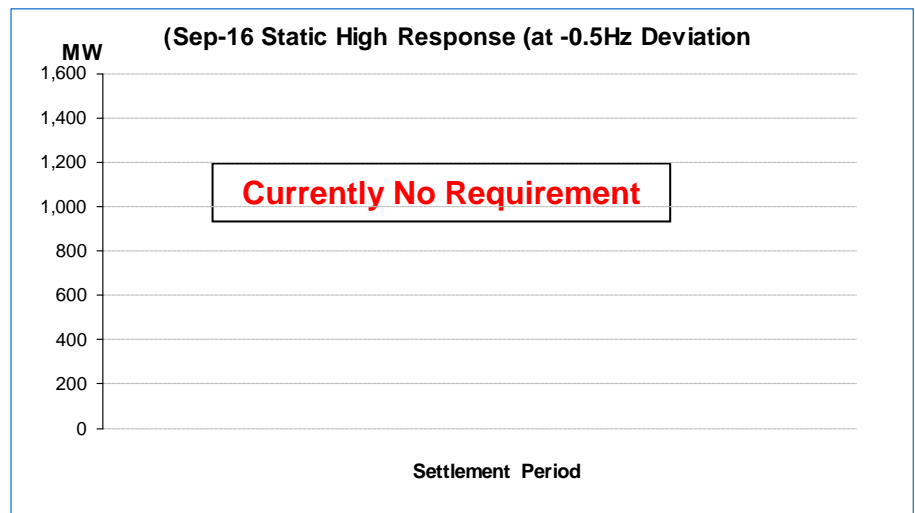 (Sep-16 Static High Response (at -0.5Hz Deviation
MW
1,600
1,400
1,200
Currently No Requirement
1,000
800
600
400
200
0
Settlement Period